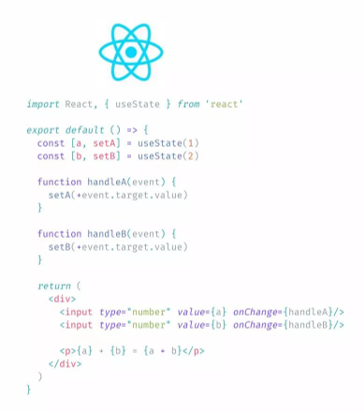 import React, { useState } from 'react'
export default () => {
const [a, setA] = useState(1)
const [b, setB] = useState(2)
function handleA(event) {
setA(+event.target.value)
}
function handleB(event) {
setB(+event.target.value)
}
return (
<div>
<input type="number" value={a} onChange={handleA}/>
<input type="number" value={b} onChange={handleB}/>
<p>{a} + {b} = {a + b}</p>
</div>
)
}